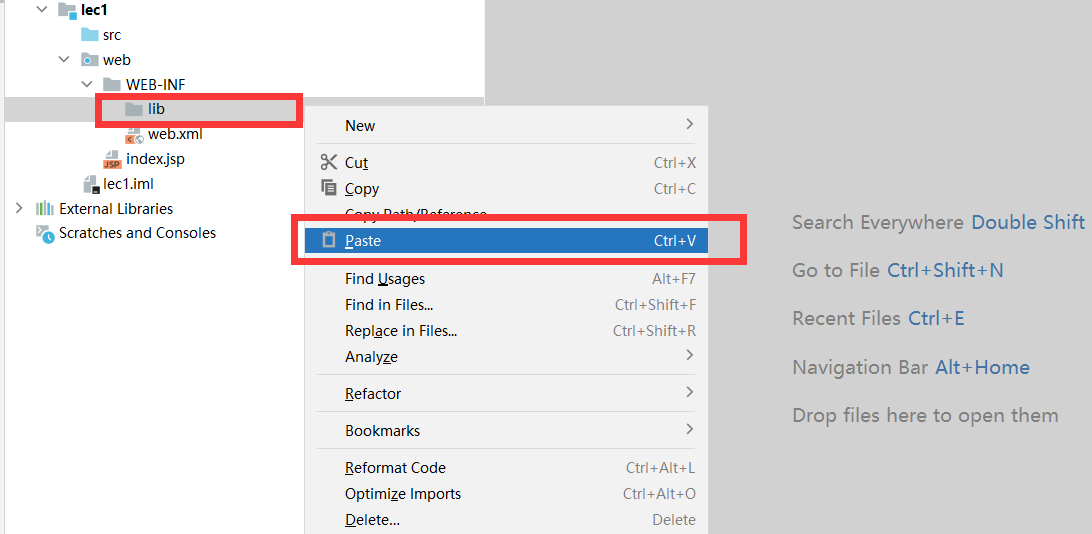 lec1
src
web
WEB-INF
lib
web.xml
JSP index.jsp
lec1.iml
External Libraries
Scratches and Consoles
New
Cut Ctrl+X
Copy Ctrl+C
Copy Path/Reference...
Paste Ctrl+V
Find Usages Alt+F7
Find in Files... Ctrl+Shift+F
Replace in Files... Ctrl+Shift+R
Analyze
Refactor
Bookmarks
Reformat Code Ctrl+Alt+L
Optimize Imports Ctrl+Alt+O
Delete... Delete
Search Everywhere Double Shift
Go to File Ctrl+Shift+N
Recent Files Ctrl+E
Navigation Bar Alt+Home
Drop files here to open them